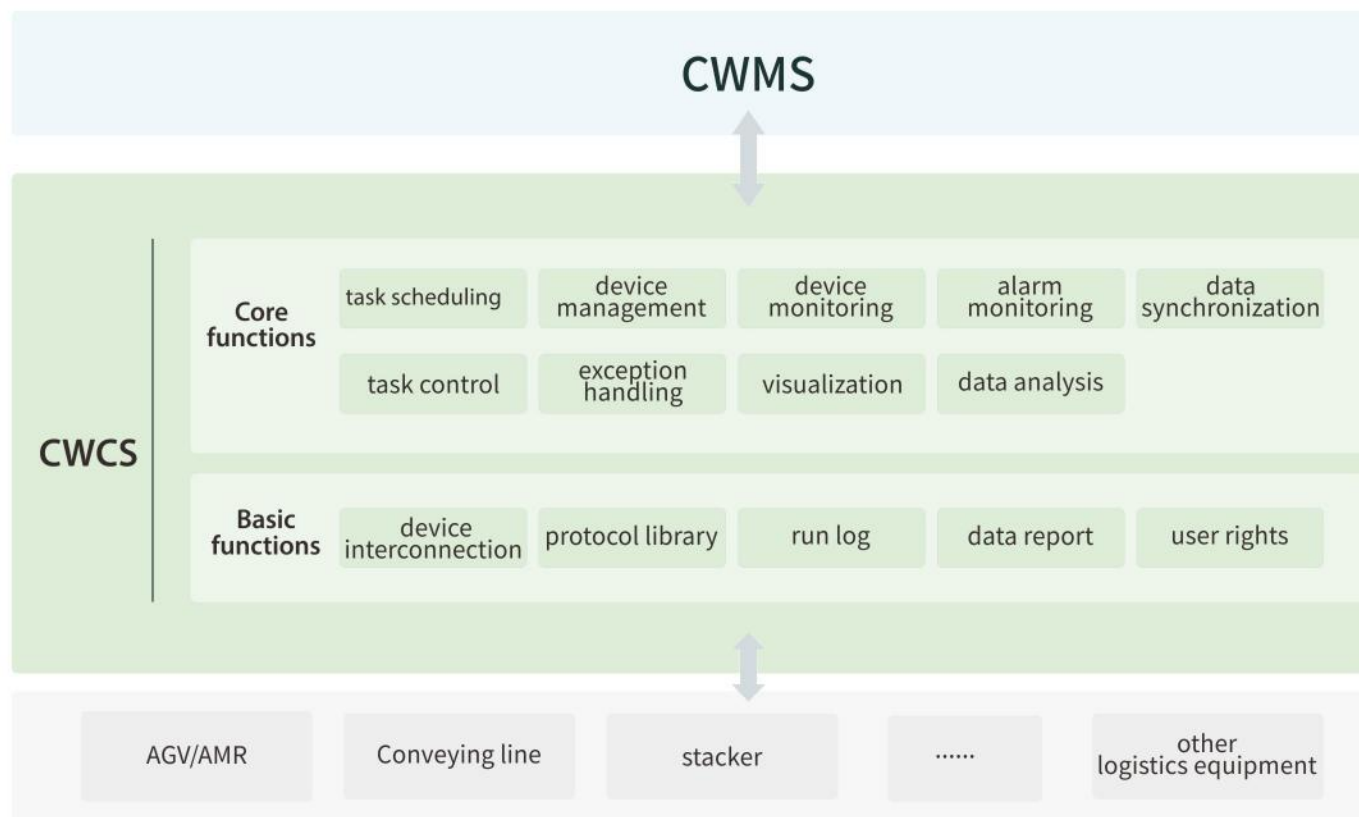 CWMS
CWCS
Core
functions
task scheduling
device
management
device
monitoring
alarm
monitoring
data
synchronization
task control
exception
handling
visualization
data analysis
Basic
functions
device
interconnection
protocol library
run log
data report
user rights
AGV/AMR
Conveying line
stacker
······
other
logistics equipment